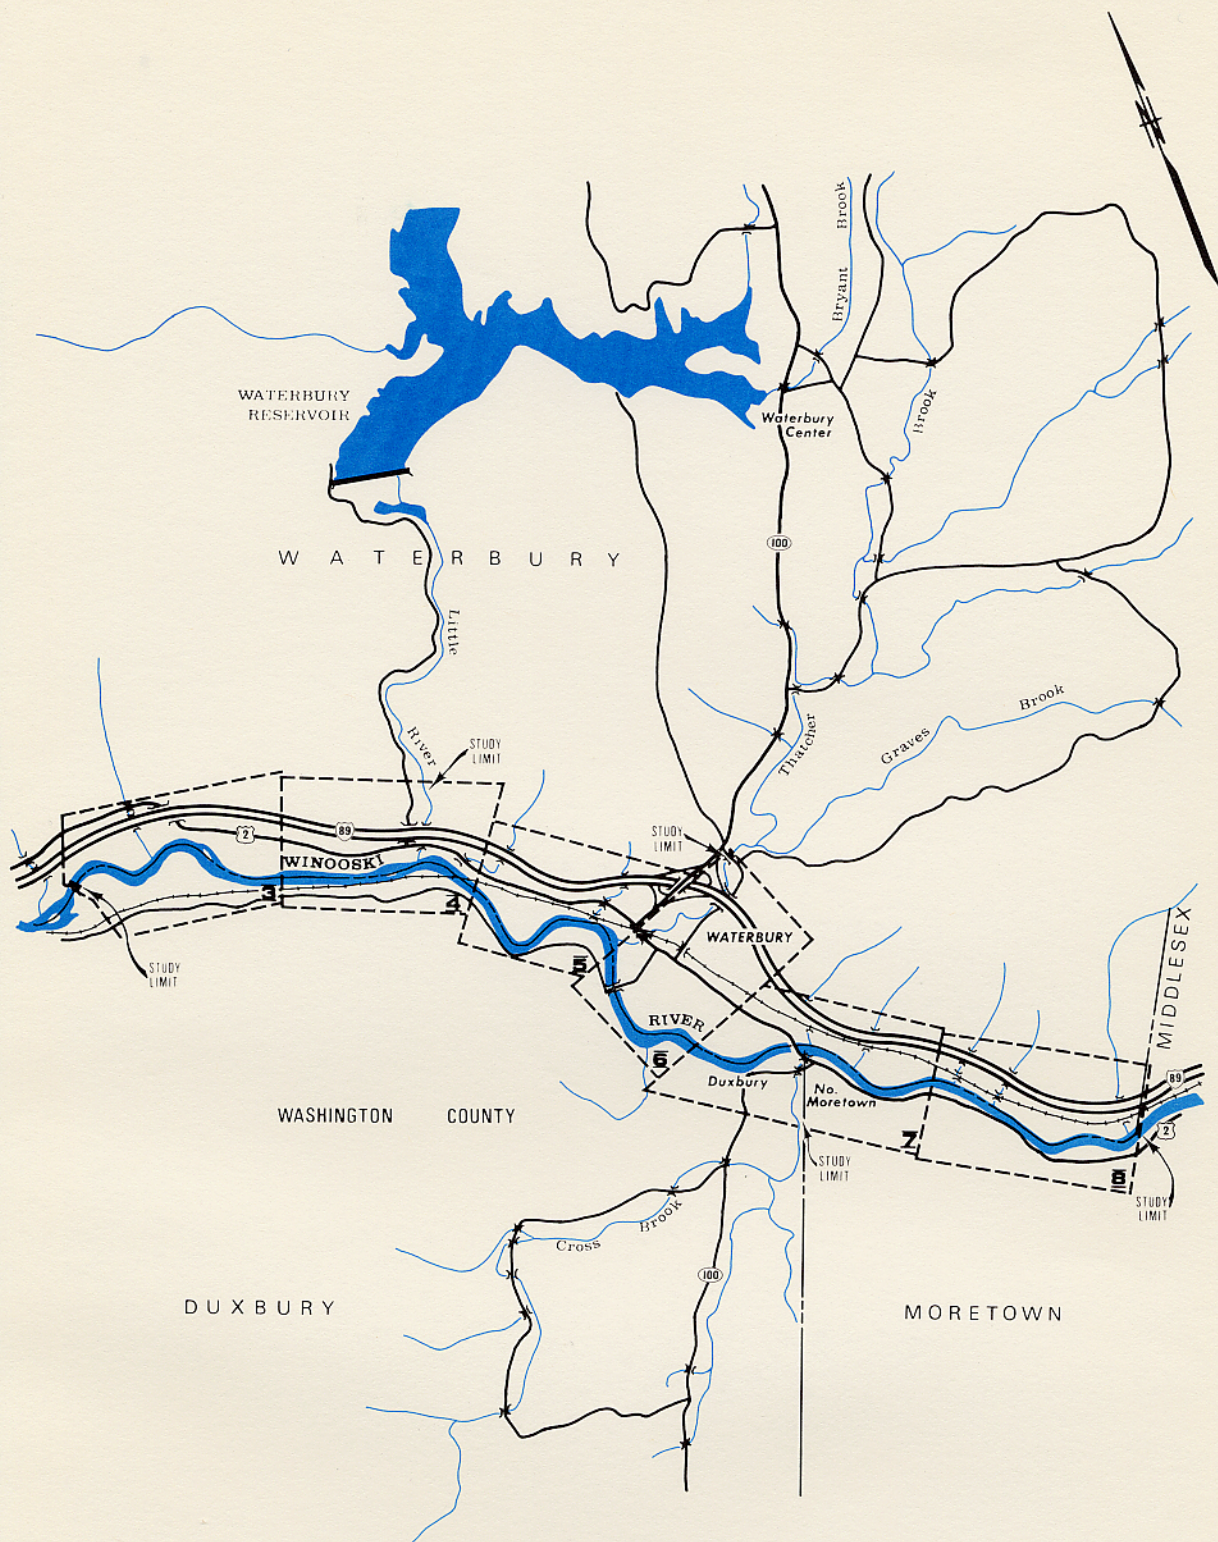 N
Bryant Brook
WATERBURY
RESERVOIR
Waterbury
Center
Brook
100
WATERBURY
Little
River
STUDY
LIMIT
Brook
Graves
Thatcher
STUDY
LIMIT
2
89
WINOOSKI
3
4
STUDY
LIMIT
5
WATERBURY
MIDDLESEX
RIVER
6
Duxbury
No.
Moretown
89
2
7
8
STUDY
LIMIT
STUDY
LIMIT
WASHINGTON COUNTY
Cross Brook
100
DUXBURY
MORETOWN